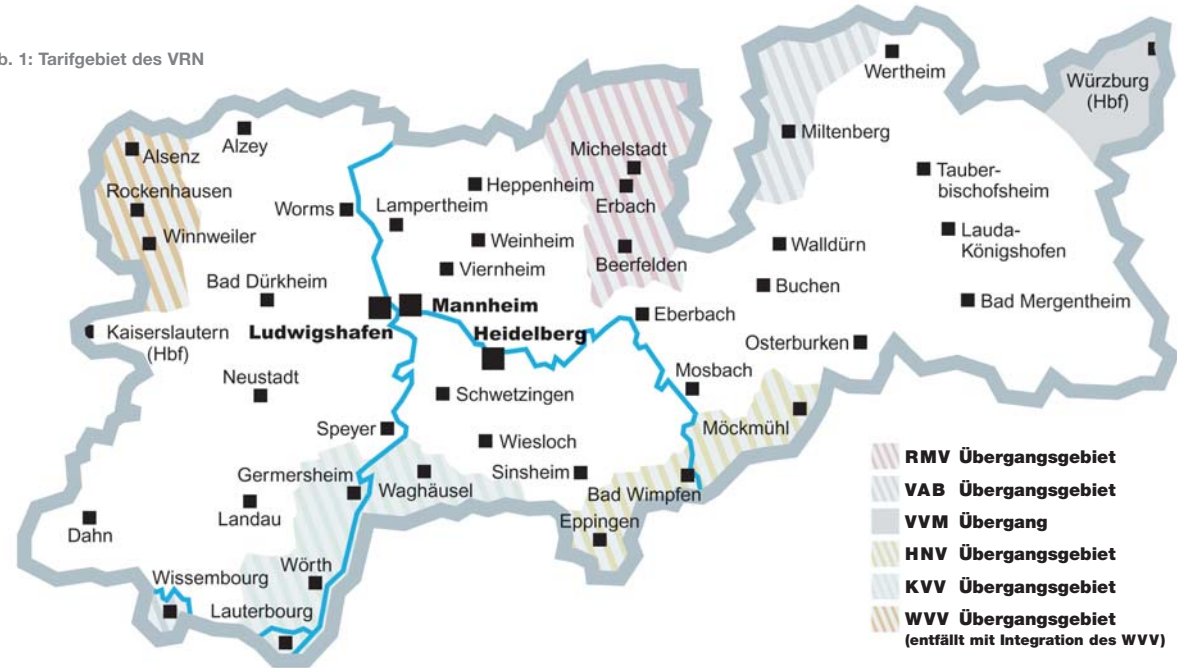 b. 1: Tarifgebiet des VRN
Wertheim
Würzburg
(Hbf)
Alzey
Alsenz
Miltenberg
Michelstadt
Rockenhausen
Heppenheim
Erbach
Tauber-
bischofsheim
Worms
Lampertheim
Winnweiler
Weinheim
Beerfelden
Walldürn
Lauda-
Königshofen
Viernheim
Bad Dürkheim
Buchen
Mannheim
Bad Mergentheim
Ludwigshafen
Kaiserslautern
(Hbf)
Heidelberg
Eberbach
Osterburken
Neustadt
Mosbach
Schwetzingen
Möckmühl
Speyer
Wiesloch
Germersheim
Waghäusel
Sinsheim
Bad Wimpfen
Landau
Eppingen
Dahn
Wörth
Wissembourg
Lauterbourg
RMV Übergangsgebiet
VAB Übergangsgebiet
VVM Übergang
HNV Übergangsgebiet
KVV Übergangsgebiet
WVV Übergangsgebiet
(entfällt mit Integration des WVV)